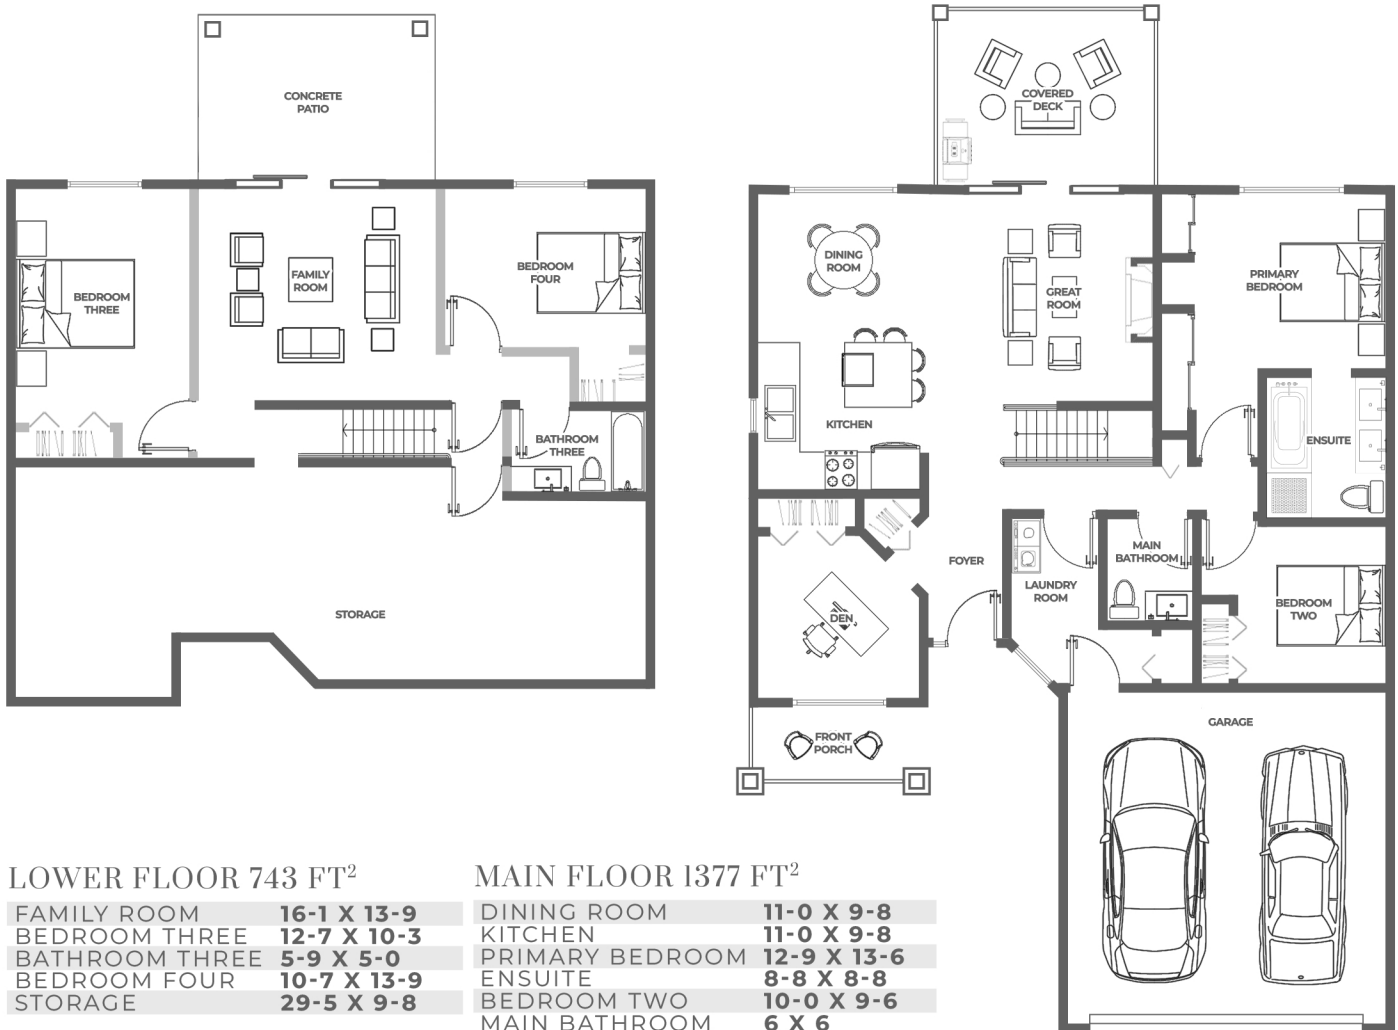 CONCRETE
PATIO
BEDROOM
THREE
FAMILY
ROOM
BEDROOM
FOUR
BATHROOM
THREE
STORAGE
COVERED
DECK
DINING
ROOM
GREAT
ROOM
PRIMARY
BEDROOM
KITCHEN
ENSUITE
FOYER
MAIN
BATHROOM
LAUNDRY
ROOM
DEN
BEDROOM
TWO
FRONT
PORCH
GARAGE
LOWER FLOOR 743 FT²
FAMILY ROOM 16-1 X 13-9
BEDROOM THREE 12-7 X 10-3
BATHROOM THREE 5-9 X 5-0
BEDROOM FOUR 10-7 X 13-9
STORAGE 29-5 X 9-8
MAIN FLOOR 1377 FT²
DINING ROOM 11-0 X 9-8
KITCHEN 11-0 X 9-8
PRIMARY BEDROOM 12-9 X 13-6
ENSUITE 8-8 X 8-8
BEDROOM TWO 10-0 X 9-6
MAIN BATHROOM 6 X 6